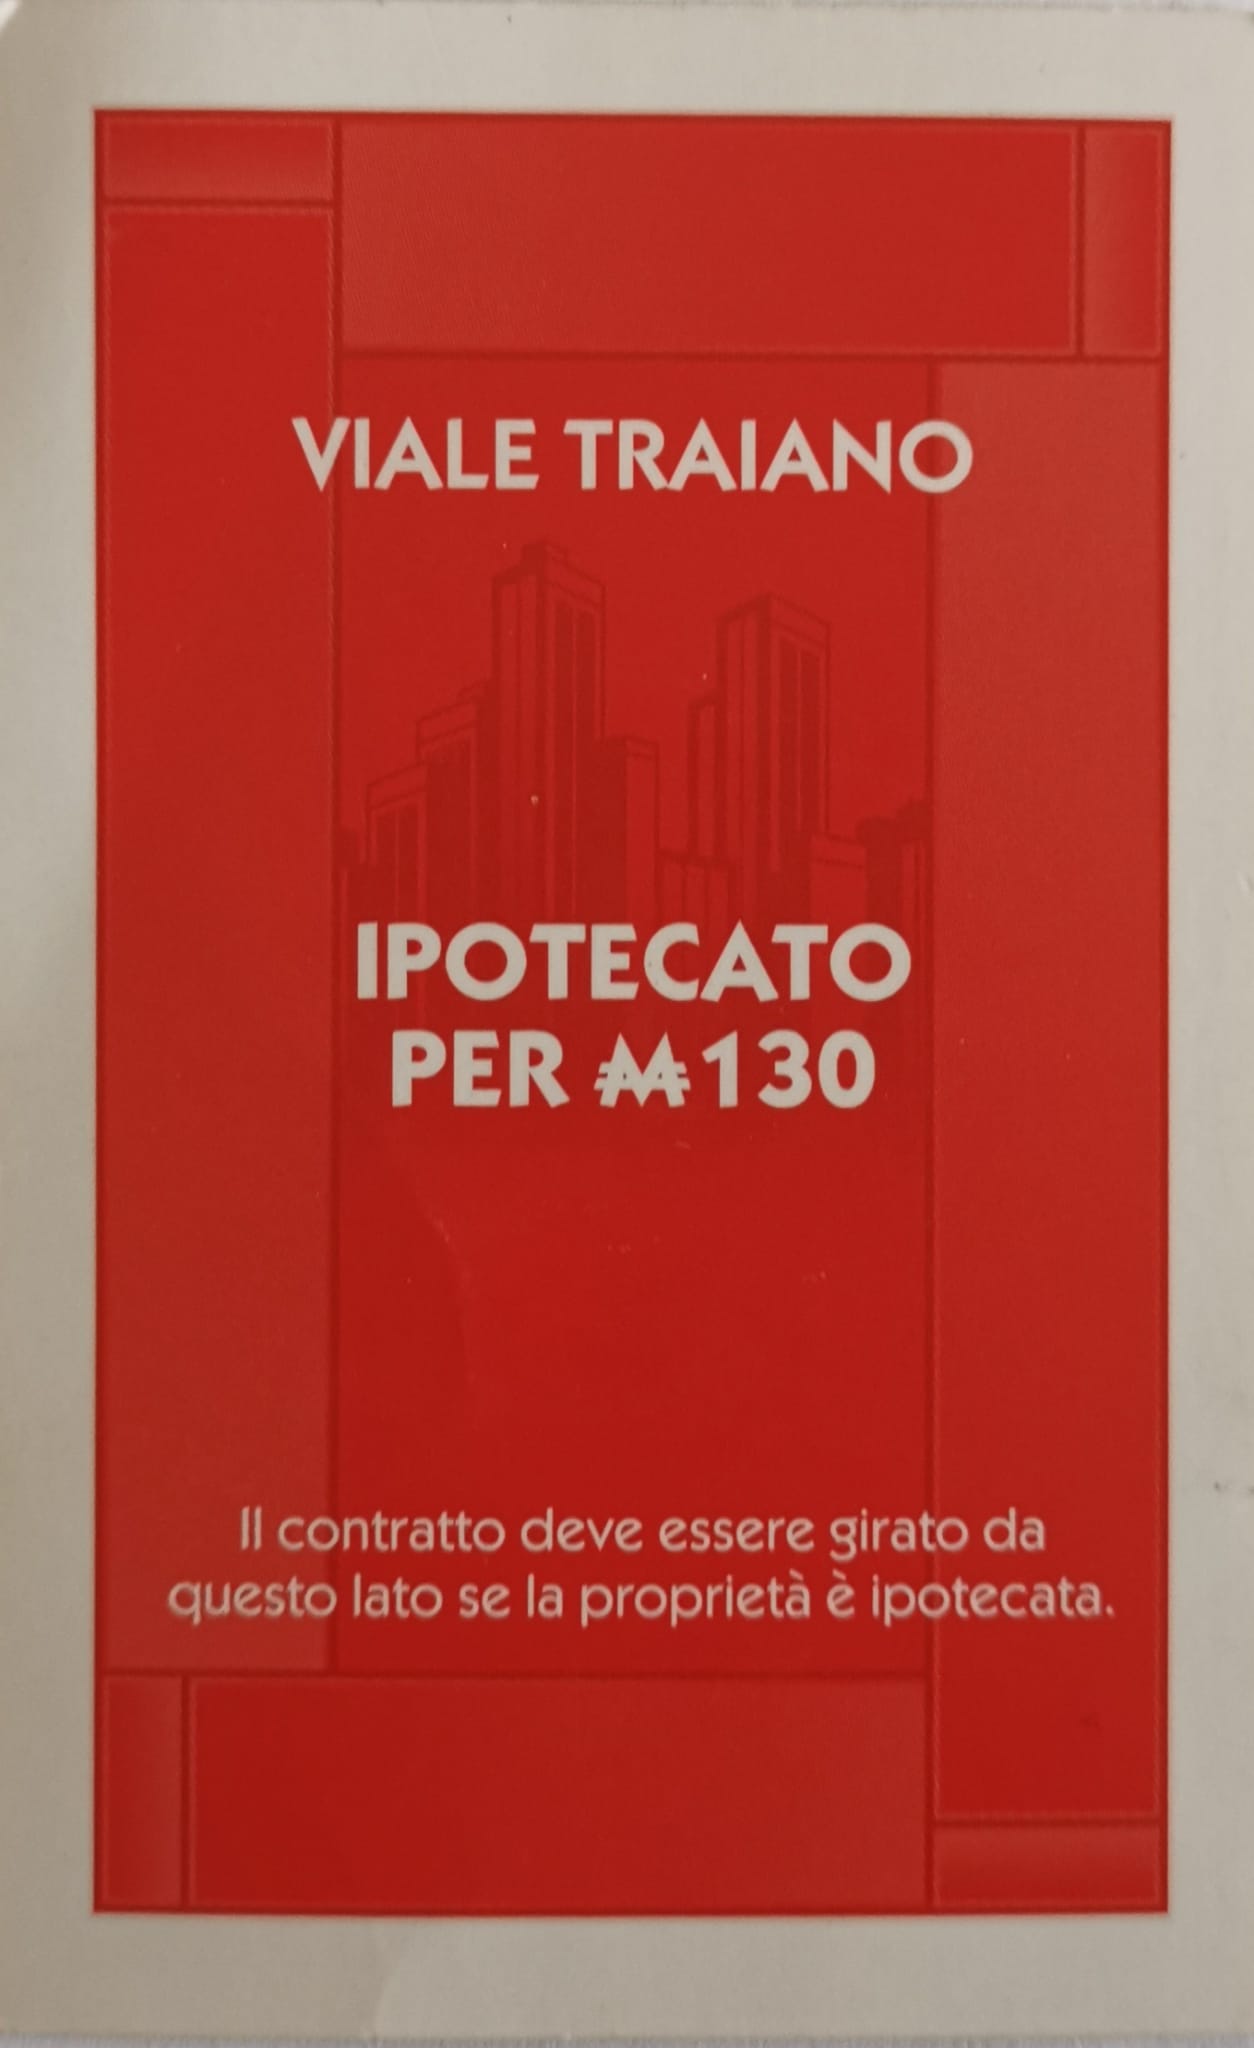 VIALE TRAIANO
IPOTECATO
PER ₩130
Il contratto deve essere girato da
questo lato se la proprietà è ipotecata.